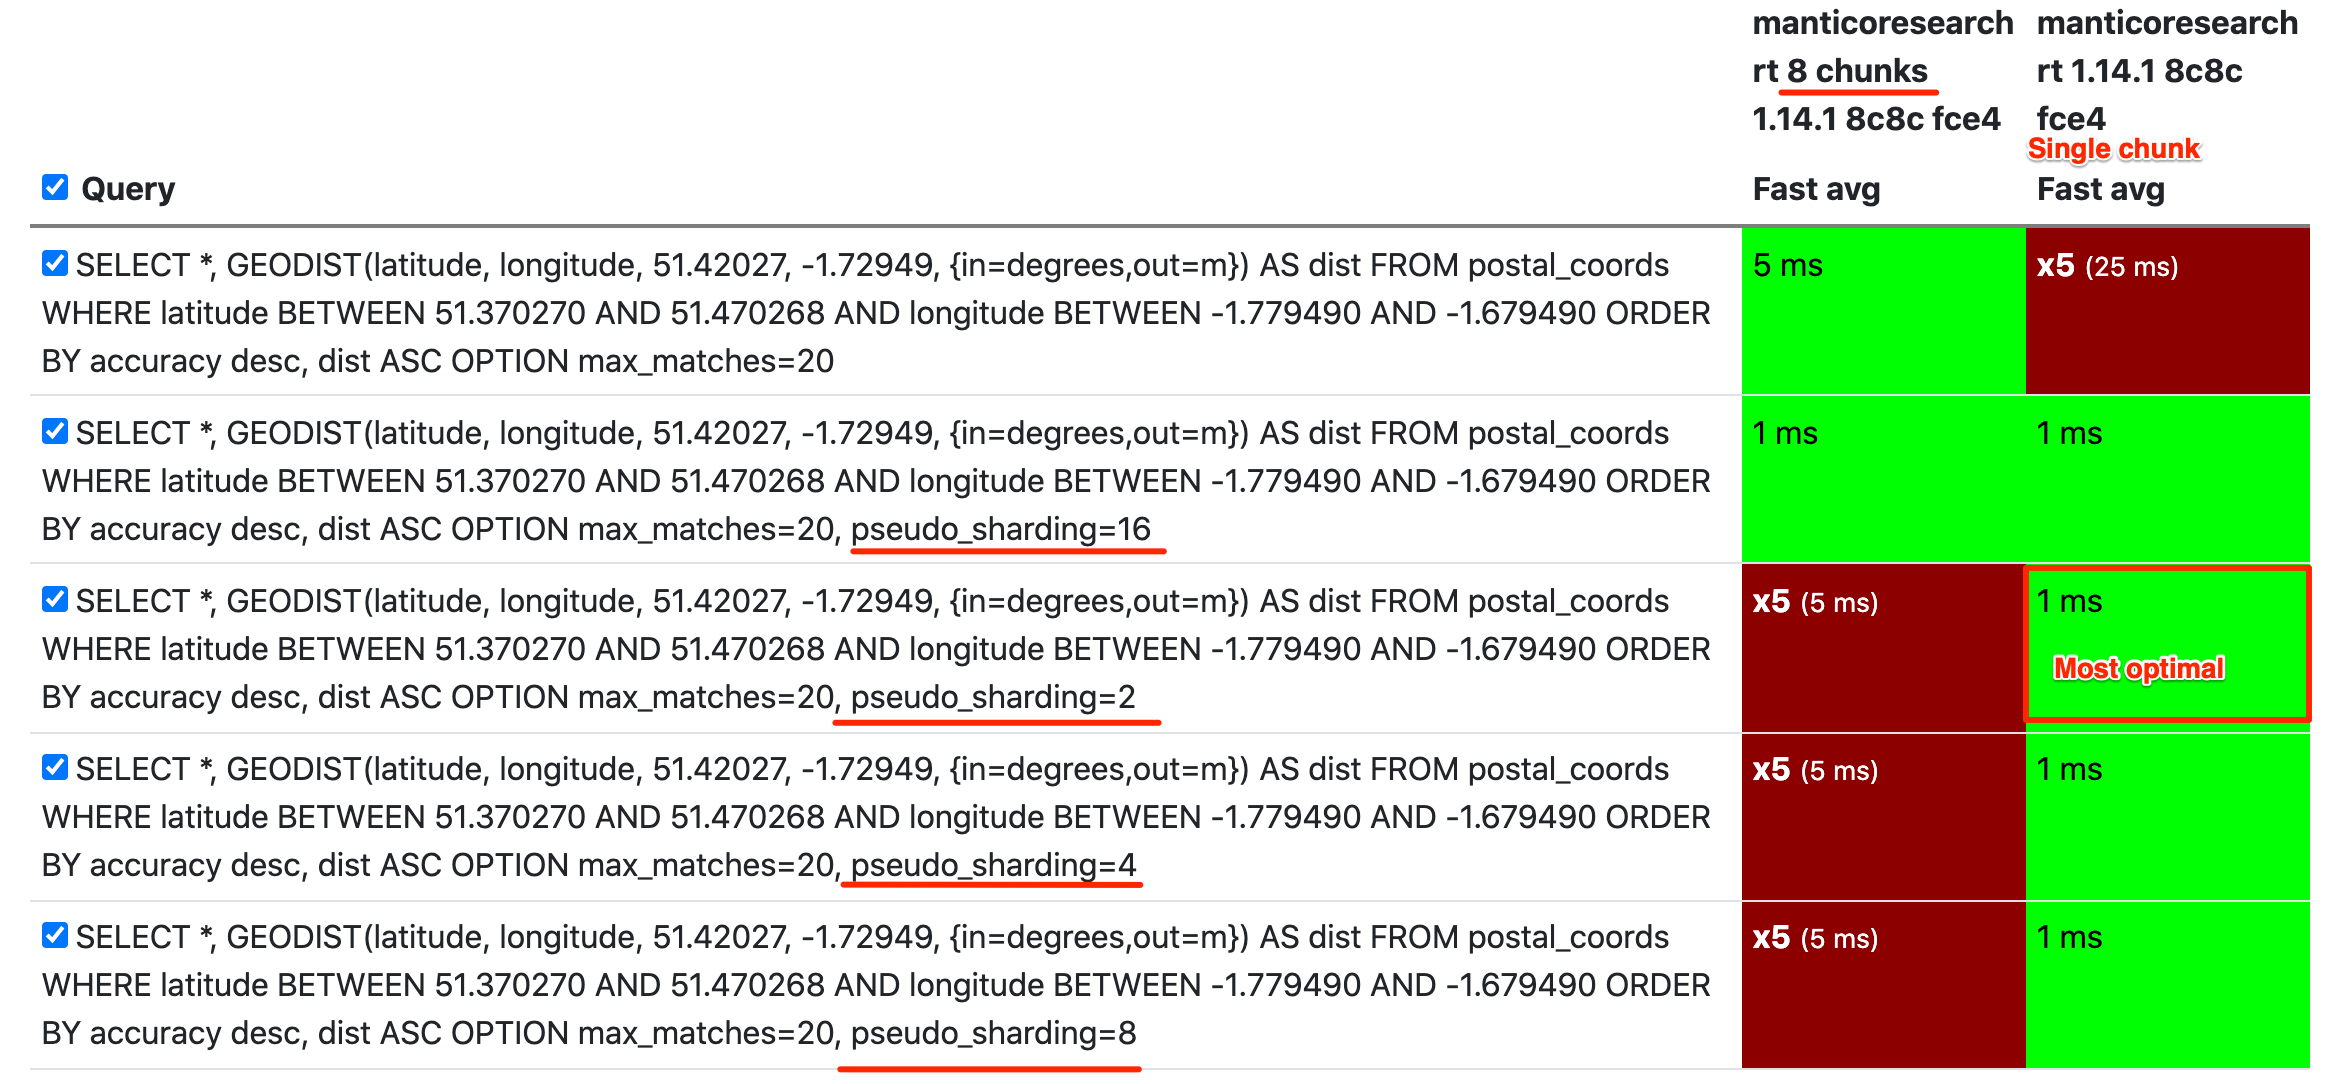 manticoresearch
rt 8 chunks
1.14.1 8c8c fce4
manticoresearch
rt 1.14.1 8c8c
fce4
Single chunk
Query
Fast avg
Fast avg
SELECT *, GEODIST(latitude, longitude, 51.42027, -1.72949, {in=degrees,out=m}) AS dist FROM postal_coords
WHERE latitude BETWEEN 51.370270 AND 51.470268 AND longitude BETWEEN -1.779490 AND -1.679490 ORDER
BY accuracy desc, dist ASC OPTION max_matches=20
5 ms
x5 (25 ms)
SELECT *, GEODIST(latitude, longitude, 51.42027, -1.72949, {in=degrees,out=m}) AS dist FROM postal_coords
WHERE latitude BETWEEN 51.370270 AND 51.470268 AND longitude BETWEEN -1.779490 AND -1.679490 ORDER
BY accuracy desc, dist ASC OPTION max_matches=20, pseudo_sharding=16
1 ms
1 ms
SELECT *, GEODIST(latitude, longitude, 51.42027, -1.72949, {in=degrees,out=m}) AS dist FROM postal_coords
WHERE latitude BETWEEN 51.370270 AND 51.470268 AND longitude BETWEEN -1.779490 AND -1.679490 ORDER
BY accuracy desc, dist ASC OPTION max_matches=20, pseudo_sharding=2
x5 (5 ms)
1 ms
Most optimal
SELECT *, GEODIST(latitude, longitude, 51.42027, -1.72949, {in=degrees,out=m}) AS dist FROM postal_coords
WHERE latitude BETWEEN 51.370270 AND 51.470268 AND longitude BETWEEN -1.779490 AND -1.679490 ORDER
BY accuracy desc, dist ASC OPTION max_matches=20, pseudo_sharding=4
x5 (5 ms)
1 ms
SELECT *, GEODIST(latitude, longitude, 51.42027, -1.72949, {in=degrees,out=m}) AS dist FROM postal_coords
WHERE latitude BETWEEN 51.370270 AND 51.470268 AND longitude BETWEEN -1.779490 AND -1.679490 ORDER
BY accuracy desc, dist ASC OPTION max_matches=20, pseudo_sharding=8
x5 (5 ms)
1 ms